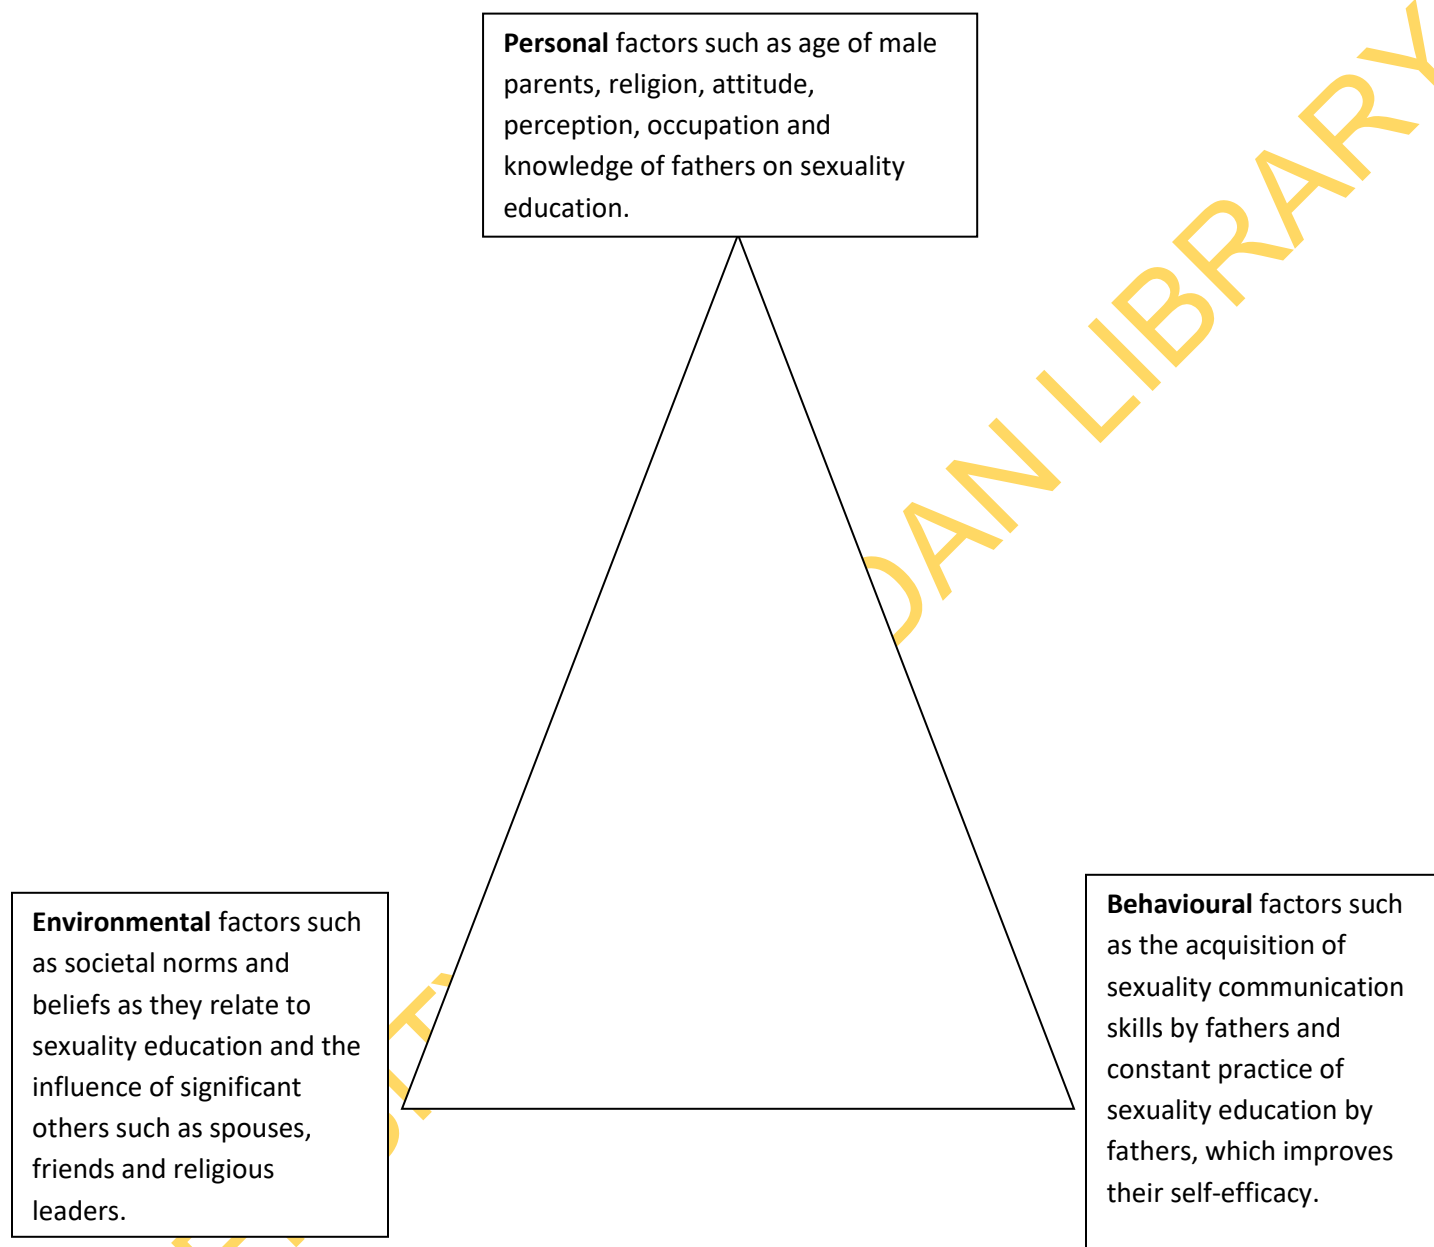 Personal factors such as age of male
parents, religion, attitude,
perception, occupation and
knowledge of fathers on sexuality
education.
DAN LIBRARY
Environmental factors such
as societal norms and
beliefs as they relate to
sexuality education and the
influence of significant
others such as spouses,
friends and religious
leaders.
Behavioural factors such
as the acquisition of
sexuality communication
skills by fathers and
constant practice of
sexuality education by
fathers, which improves
their self-efficacy.